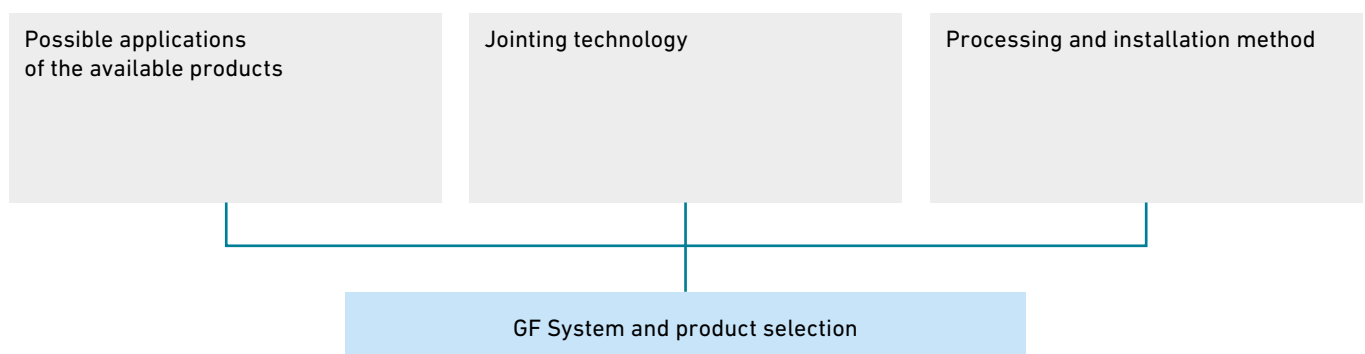 Possible applications
of the available products
Jointing technology
Processing and installation method
GF System and product selection